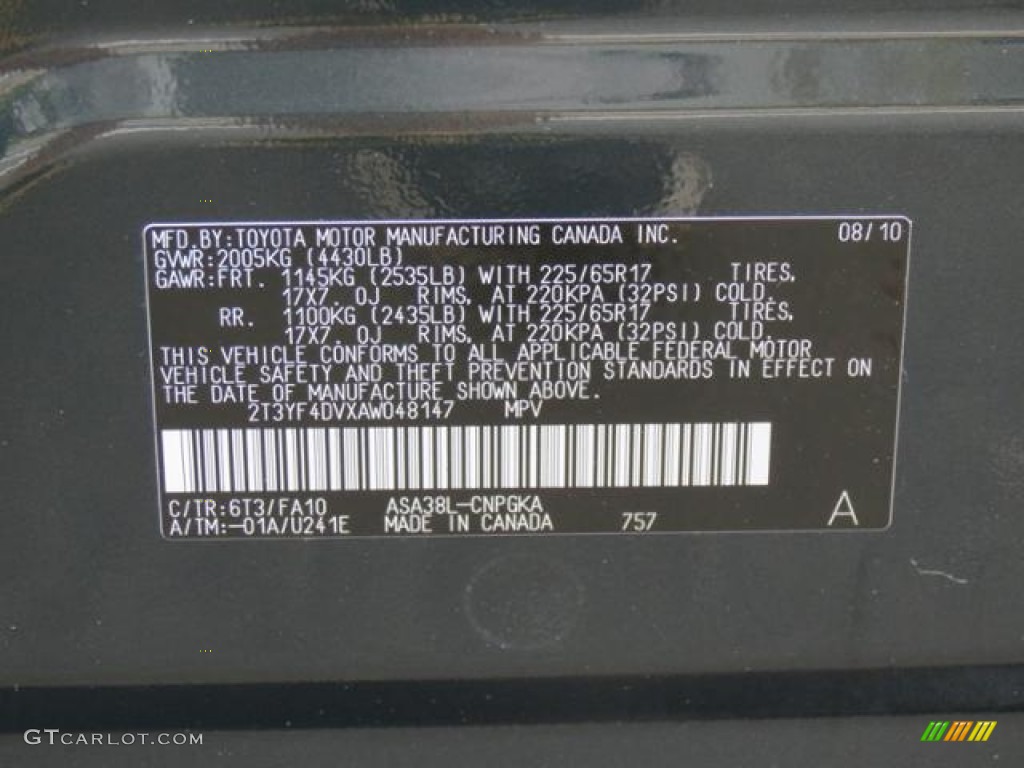 MFD.BY:TOYOTA MOTOR MANUFACTURING CANADA INC. 08/10
GVWR:2005KG (4430LB)
GAWR:FRT. 1145KG (2535LB) WITH 225/65R17 TIRES,
17X7. 0J RIMS, AT 220KPA (32PSI) COLD.
RR. 1100KG (2435LB) WITH 225/65R17 TIRES,
17X7. 0J RIMS, AT 220KPA (32PSI) COLD.
THIS VEHICLE CONFORMS TO ALL APPLICABLE FEDERAL MOTOR
VEHICLE SAFETY AND THEFT PREVENTION STANDARDS IN EFFECT ON
THE DATE OF MANUFACTURE SHOWN ABOVE.
2T3YF4DVXAW048147 MPV
C/TR:6T3/FA10 ASA38L-CNPGKA
A/TM:-01A/U241E MADE IN CANADA 757 A
GTCARLOT.COM